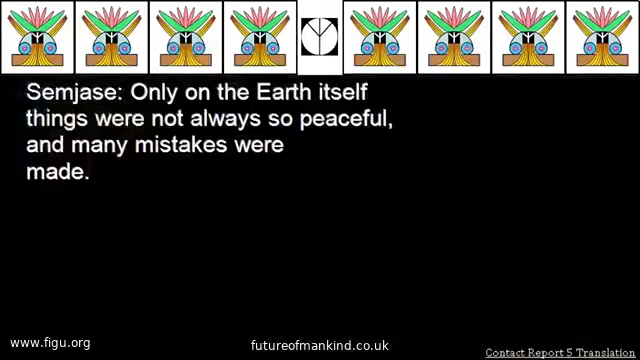 Semjase: Only on the Earth itself
things were not always so peaceful,
and many mistakes were
made.
www.figu.org
futureofmankind.co.uk
Contact Report 5 Translation